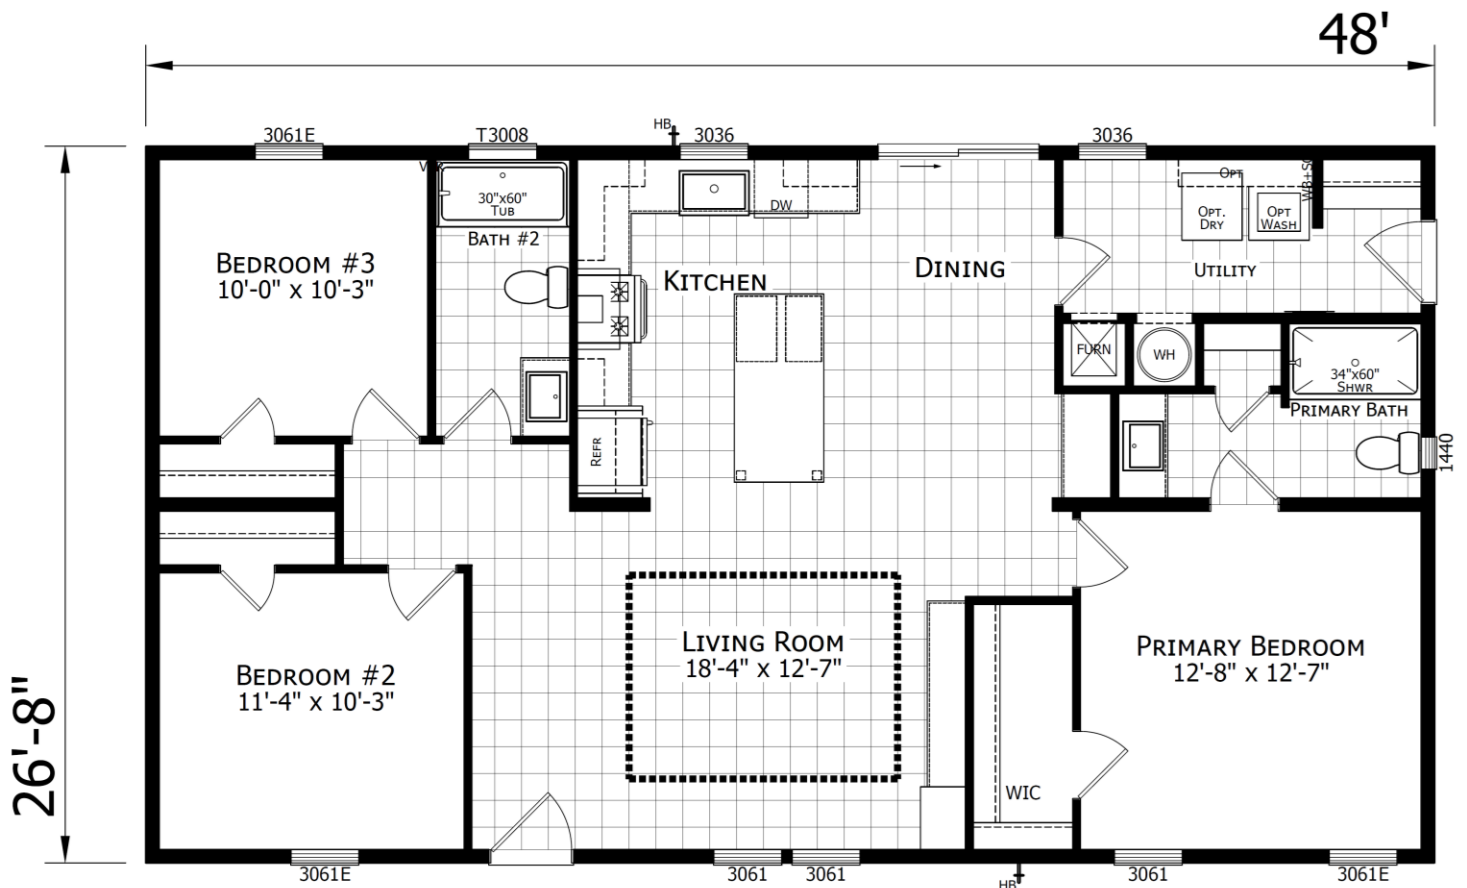 48'
3061E
T3008
HB
3036
3036
30"x60"
TUB
DW
OPT
WB+SO
OPT.
DRY
OPT
WASH
BATH #2
BEDROOM #3
10'-0" x 10'-3"
KITCHEN
DINING
UTILITY
FURN
WH
34"x60"
SHWR
PRIMARY BATH
REFR
1440
LIVING ROOM
18'-4" x 12'-7"
PRIMARY BEDROOM
12'-8" x 12'-7"
BEDROOM #2
11'-4" x 10'-3"
26'-8"
WIC
3061E
3061
3061
HB
3061
3061E